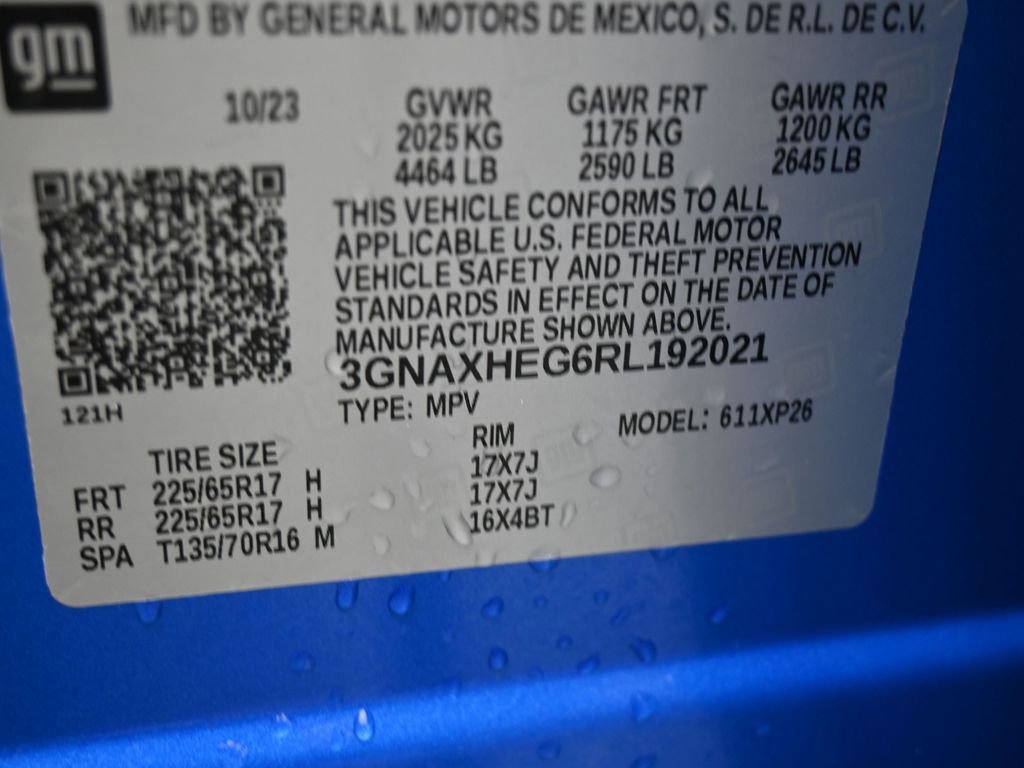 gm
MFD BY GENERAL MOTORS DE MEXICO, S. DE R.L. DE C.V.
10/23 GVWR GAWR FRT GAWR RR
2025 KG 1175 KG 1200 KG
4464 LB 2590 LB 2645 LB
THIS VEHICLE CONFORMS TO ALL
APPLICABLE U.S. FEDERAL MOTOR
VEHICLE SAFETY AND THEFT PREVENTION
STANDARDS IN EFFECT ON THE DATE OF
MANUFACTURE SHOWN ABOVE.
3GNAXHEG6RL192021
121H
TYPE: MPV MODEL: 611XP26
TIRE SIZE RIM
FRT 225/65R17 H 17X7J
RR 225/65R17 H 17X7J
SPA T135/70R16 M 16X4BT